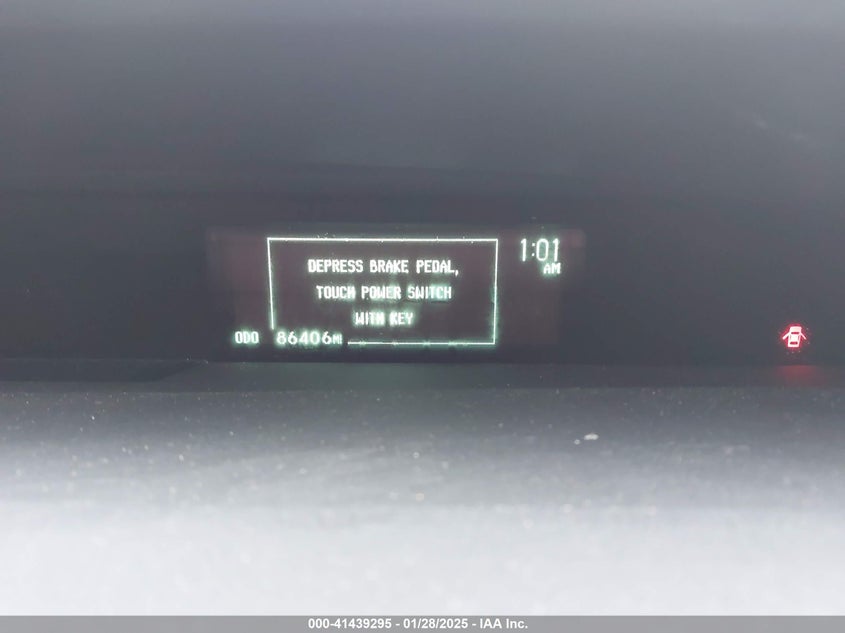 DEPRESS BRAKE PEDAL,
TOUCH POWER SWITCH
WITH KEY
1:01
AM
ODO 86406MI
000-41439295 - 01/28/2025 - IAA Inc.